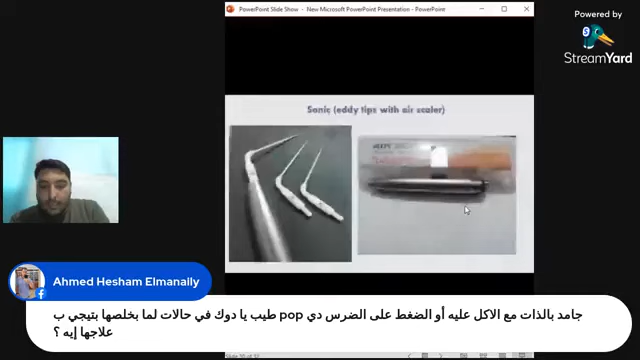 PowerPoint Slide Show - New Microsoft PowerPoint Presentation - PowerPoint
Powered by
StreamYard
Sonic (eddy tips with air scaler)
Ahmed Hesham Elmanally
جامد بالذات مع الاكل عليه أو الضغط على الضرس دي pop طيب يا دوك في حالات لما بخلصها بتيجي ب
علاجها إيه ؟